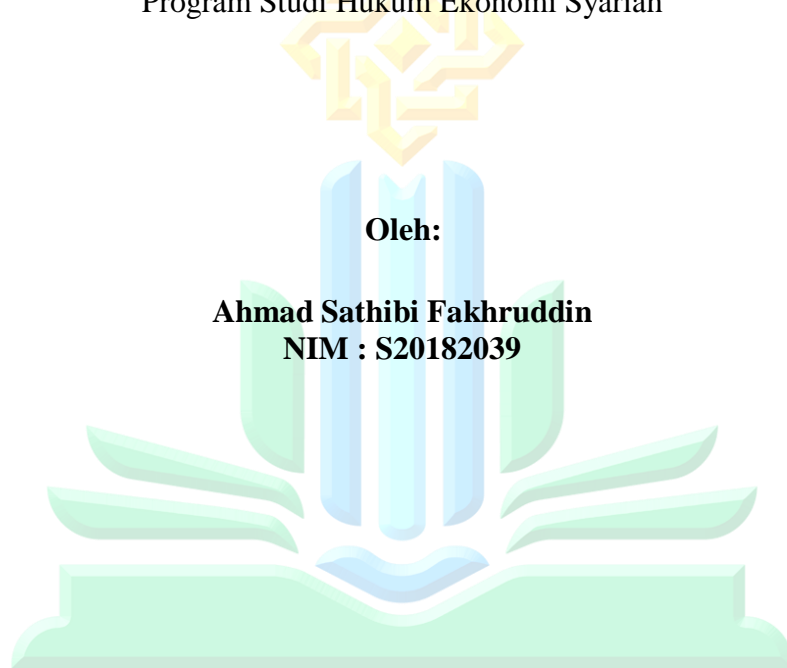 Program Studi Hukum Ekonomi Syariah
Oleh:
Ahmad Sathibi Fakhruddin
NIM : S20182039